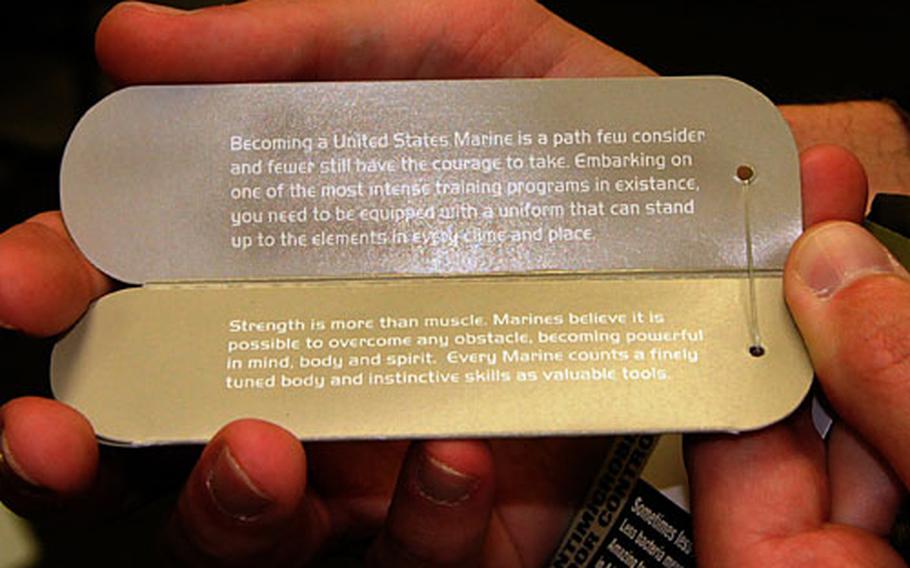 Becoming a United States Marine is a path few consider
and fewer still have the courage to take. Embarking on
one of the most intense training programs in existance,
you need to be equipped with a uniform that can stand
up to the elements in every clime and place.
Strength is more than muscle. Marines believe it is
possible to overcome any obstacle, becoming powerful
in mind, body and spirit. Every Marine counts a finely
tuned body and instinctive skills as valuable tools.
Sometimes
Less bacteria